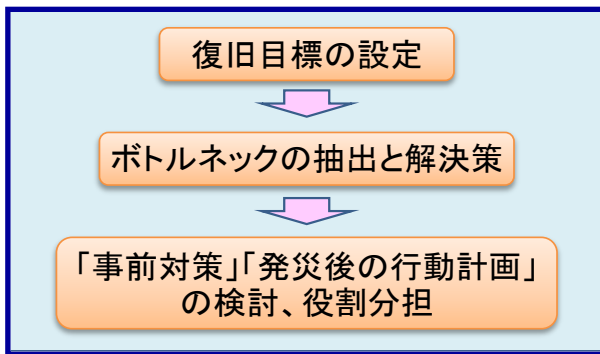 復旧目標の設定
ボトルネックの抽出と解決策
「事前対策」「発災後の行動計画」
の検討、役割分担